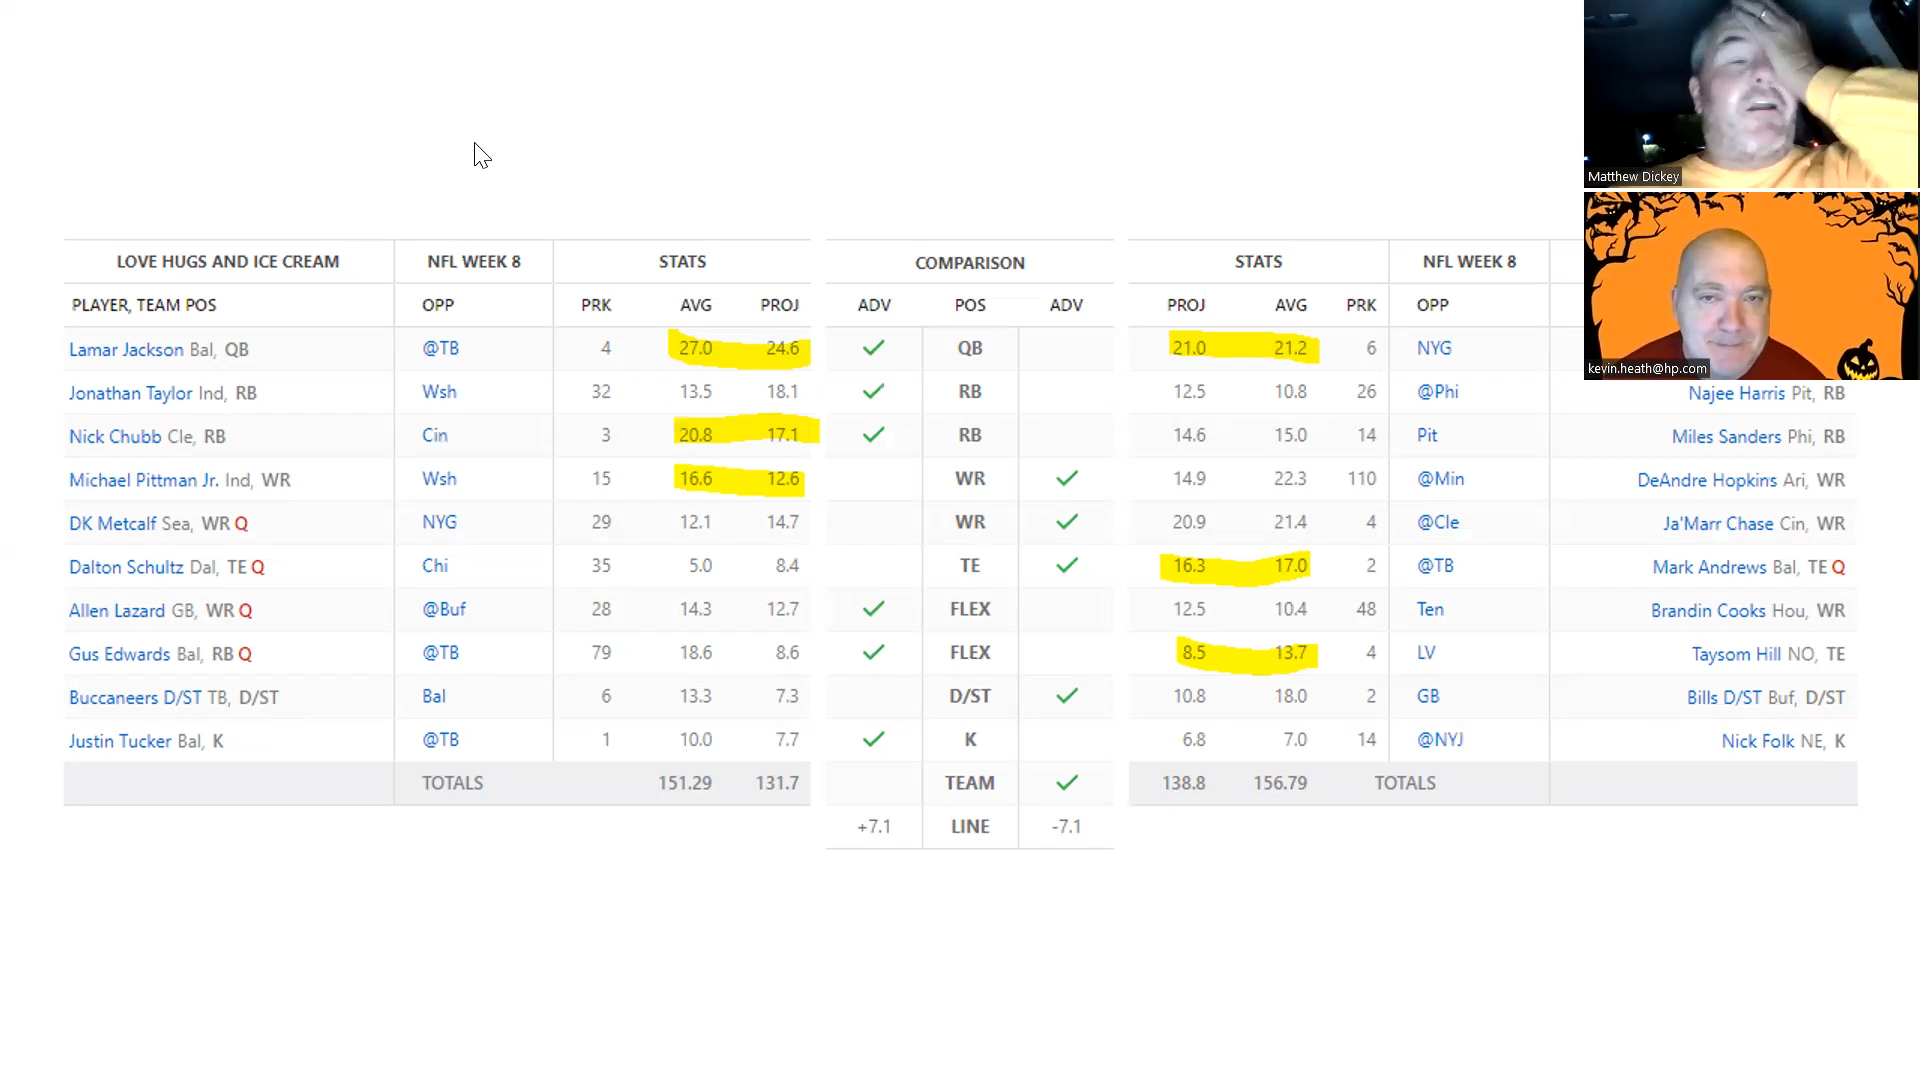 Matthew Dickey
kevin.heath@hp.com
LOVE HUGS AND ICE CREAM NFL WEEK 8 STATS COMPARISON STATS NFL WEEK 8
PLAYER, TEAM POS OPP PRK AVG PROJ ADV POS ADV PROJ AVG PRK OPP
Lamar Jackson Bal, QB @TB 4 27.0 24.6 ✓ QB 21.0 21.2 6 NYG
Jonathan Taylor Ind, RB Wsh 32 13.5 18.1 ✓ RB 12.5 10.8 26 @Phi Najee Harris Pit, RB
Nick Chubb Cle, RB Cin 3 20.8 17.1 ✓ RB 14.6 15.0 14 Pit Miles Sanders Phi, RB
Michael Pittman Jr. Ind, WR Wsh 15 16.6 12.6 WR ✓ 14.9 22.3 110 @Min DeAndre Hopkins Ari, WR
DK Metcalf Sea, WR Q NYG 29 12.1 14.7 WR ✓ 20.9 21.4 4 @Cle Ja'Marr Chase Cin, WR
Dalton Schultz Dal, TE Q Chi 35 5.0 8.4 TE ✓ 16.3 17.0 2 @TB Mark Andrews Bal, TE Q
Allen Lazard GB, WR Q @Buf 28 14.3 12.7 ✓ FLEX 12.5 10.4 48 Ten Brandin Cooks Hou, WR
Gus Edwards Bal, RB Q @TB 79 18.6 8.6 ✓ FLEX 8.5 13.7 4 LV Taysom Hill NO, TE
Buccaneers D/ST TB, D/ST Bal 6 13.3 7.3 D/ST ✓ 10.8 18.0 2 GB Bills D/ST Buf, D/ST
Justin Tucker Bal, K @TB 1 10.0 7.7 ✓ K 6.8 7.0 14 @NYJ Nick Folk NE, K
TOTALS 151.29 131.7 TEAM ✓ 138.8 156.79 TOTALS
+7.1 LINE -7.1